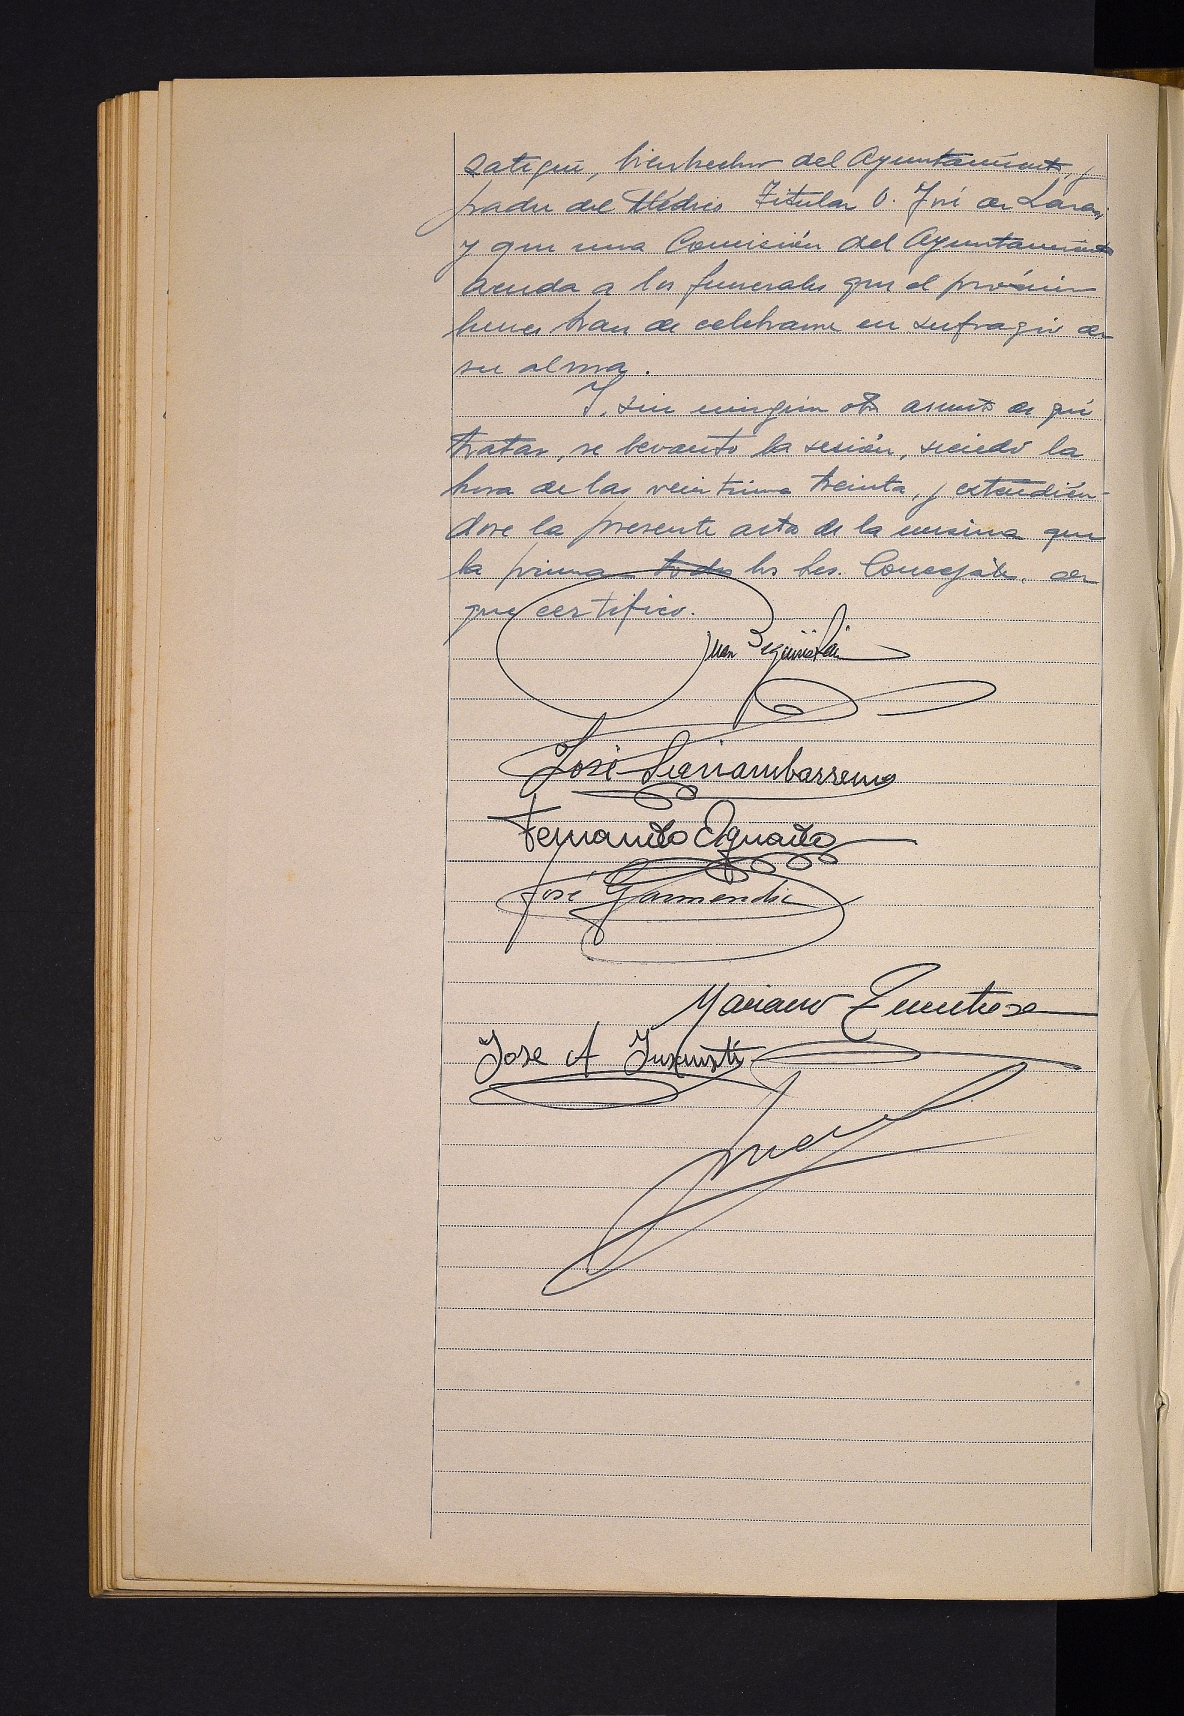 zategui, bienhechor del Ayuntamiento, y
padre del Médico Titular D. José de
y que una Comisión del Ayuntamiento
acuda a los funerales que el próximo
lunes han de celebrarse en sufragio de
su alma.
Y, sin ningún otro asunto de que
tratar, se levantó la sesión, siendo la
hora de las veintiuna treinta, y extendién-
dose la presente acta de la misma que
la firman todos los Sres. Concejales, de
que certifico.
Juan
José
Fernando
José Garmendia
Mariano
Jose A